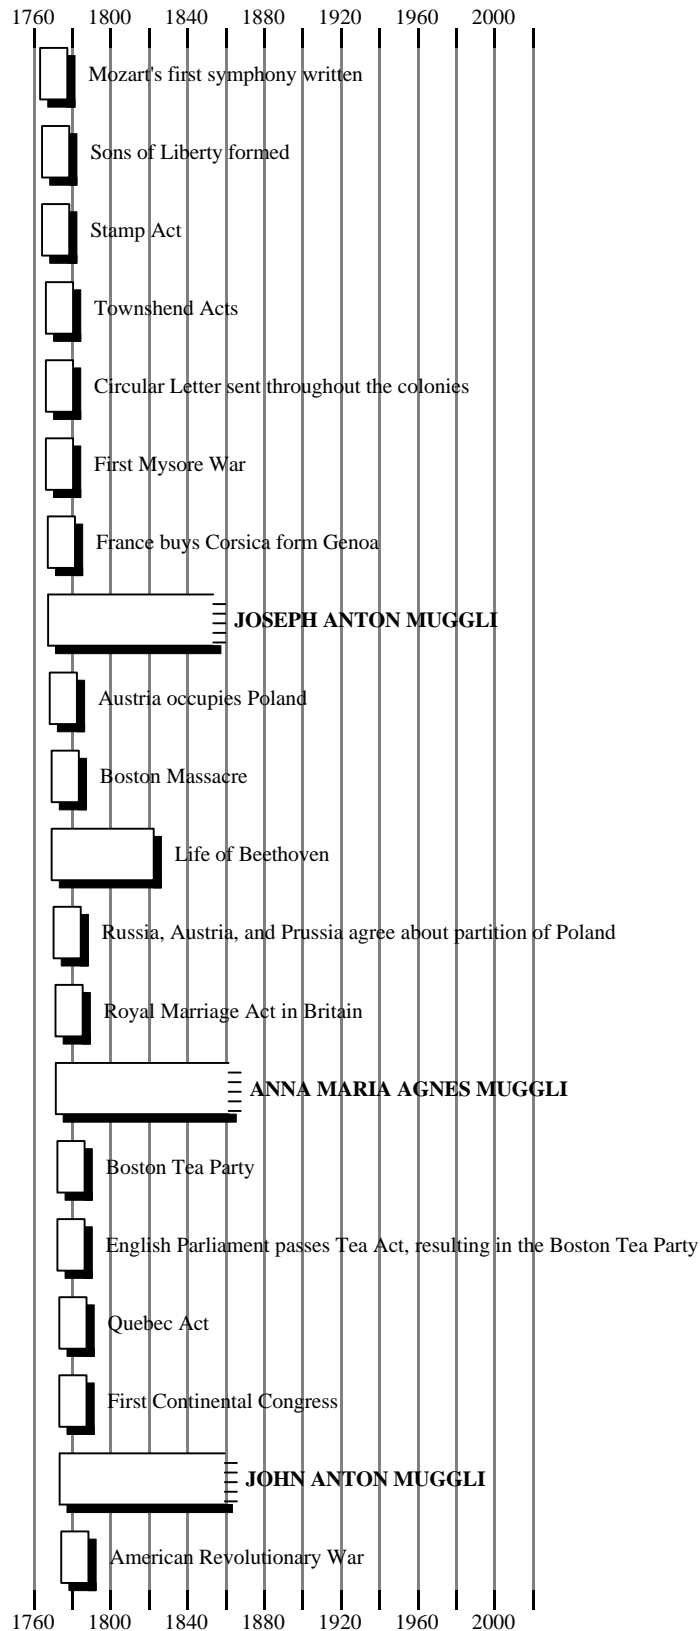 1760 1800 1840 1880 1920 1960 2000
Mozart's first symphony written
Sons of Liberty formed
Stamp Act
Townshend Acts
Circular Letter sent throughout the colonies
First Mysore War
France buys Corsica form Genoa
JOSEPH ANTON MUGGLI
Austria occupies Poland
Boston Massacre
Life of Beethoven
Russia, Austria, and Prussia agree about partition of Poland
Royal Marriage Act in Britain
ANNA MARIA AGNES MUGGLI
Boston Tea Party
English Parliament passes Tea Act, resulting in the Boston Tea Party
Quebec Act
First Continental Congress
JOHN ANTON MUGGLI
American Revolutionary War
1760 1800 1840 1880 1920 1960 2000